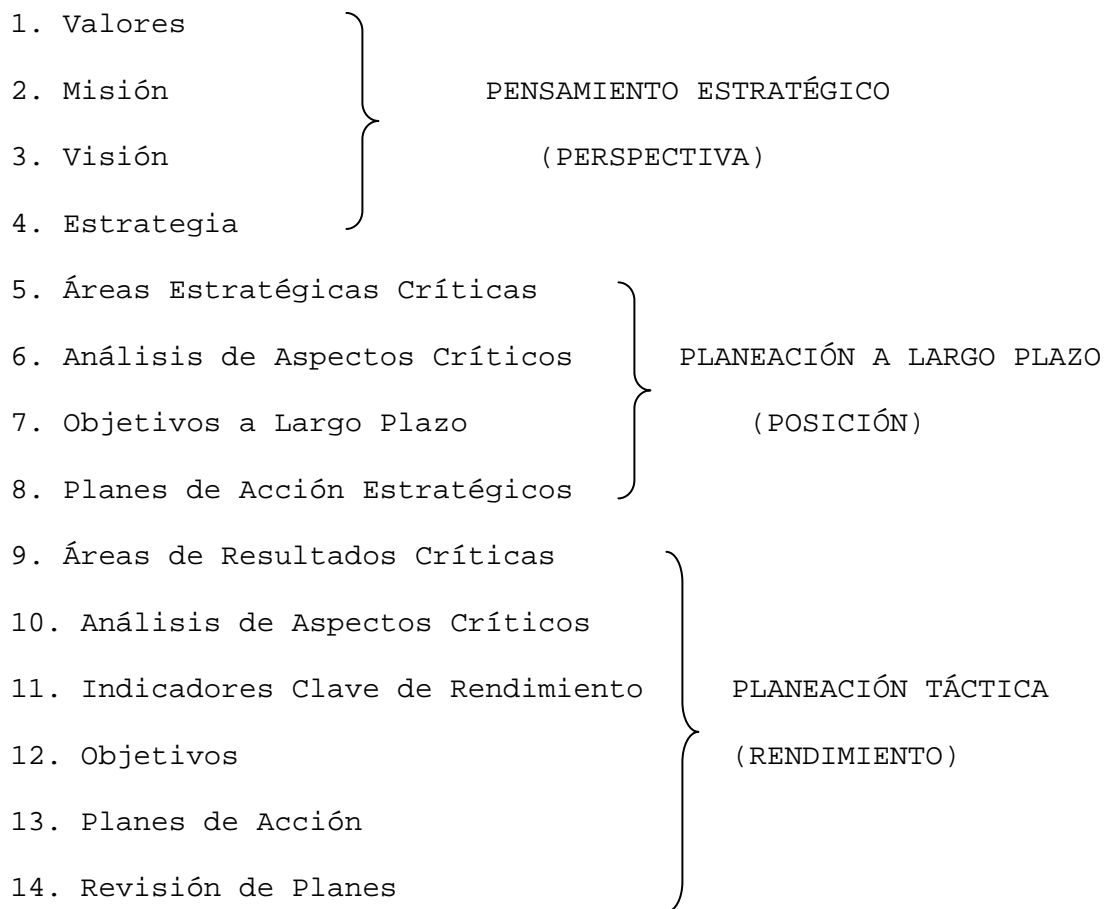 1. Valores
2. Misión PENSAMIENTO ESTRATÉGICO
3. Visión (PERSPECTIVA)
4. Estrategia
5. Áreas Estratégicas Críticas
6. Análisis de Aspectos Críticos PLANEACIÓN A LARGO PLAZO
7. Objetivos a Largo Plazo (POSICIÓN)
8. Planes de Acción Estratégicos
9. Áreas de Resultados Críticas
10. Análisis de Aspectos Críticos
11. Indicadores Clave de Rendimiento PLANEACIÓN TÁCTICA
12. Objetivos (RENDIMIENTO)
13. Planes de Acción
14. Revisión de Planes